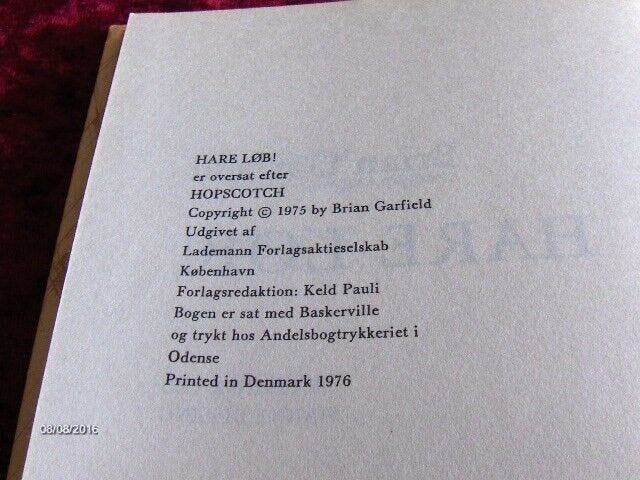 HARE LØB!
er oversat efter
HOPSCOTCH
Copyright © 1975 by Brian Garfield
Udgivet af
Lademann Forlagsaktieselskab
København
Forlagsredaktion: Keld Pauli
Bogen er sat med Baskerville
og trykt hos Andelsbogtrykkeriet i
Odense
Printed in Denmark 1976
08/08/2016